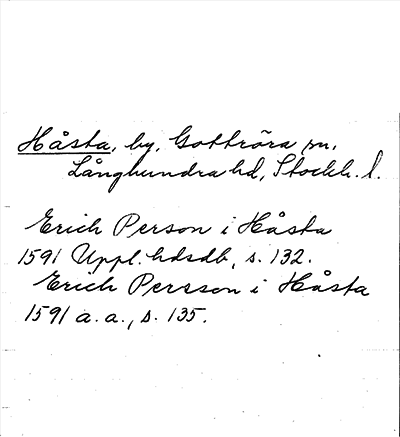 Håsta, by, Gottröra sn.
Långhundra hd, Stockh. l.
Erich Person i Håsta
1591 Uppl. hdsdb, s. 132.
Erich Persson i Håsta
1591 a. a., s. 135.